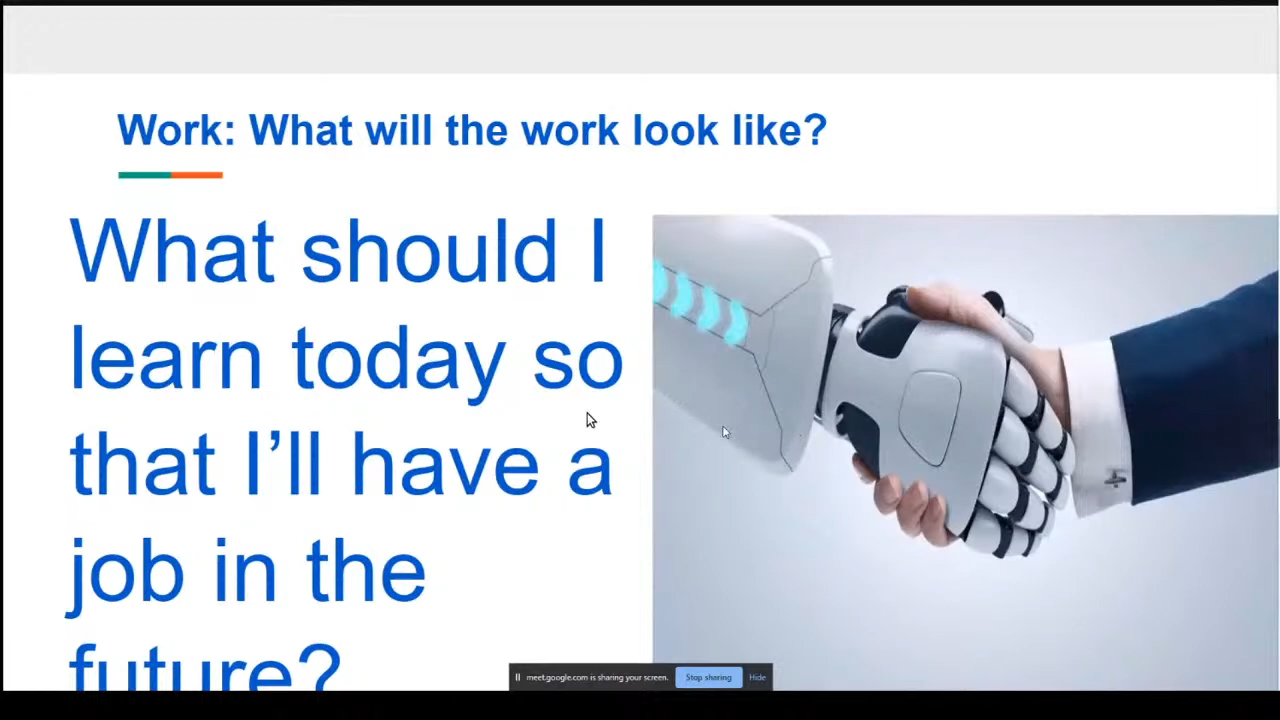 Work: What will the work look like?
What should I
learn today so
that I’ll have a
job in the
future?
meet.google.com is sharing your screen.
Stop sharing
Hide